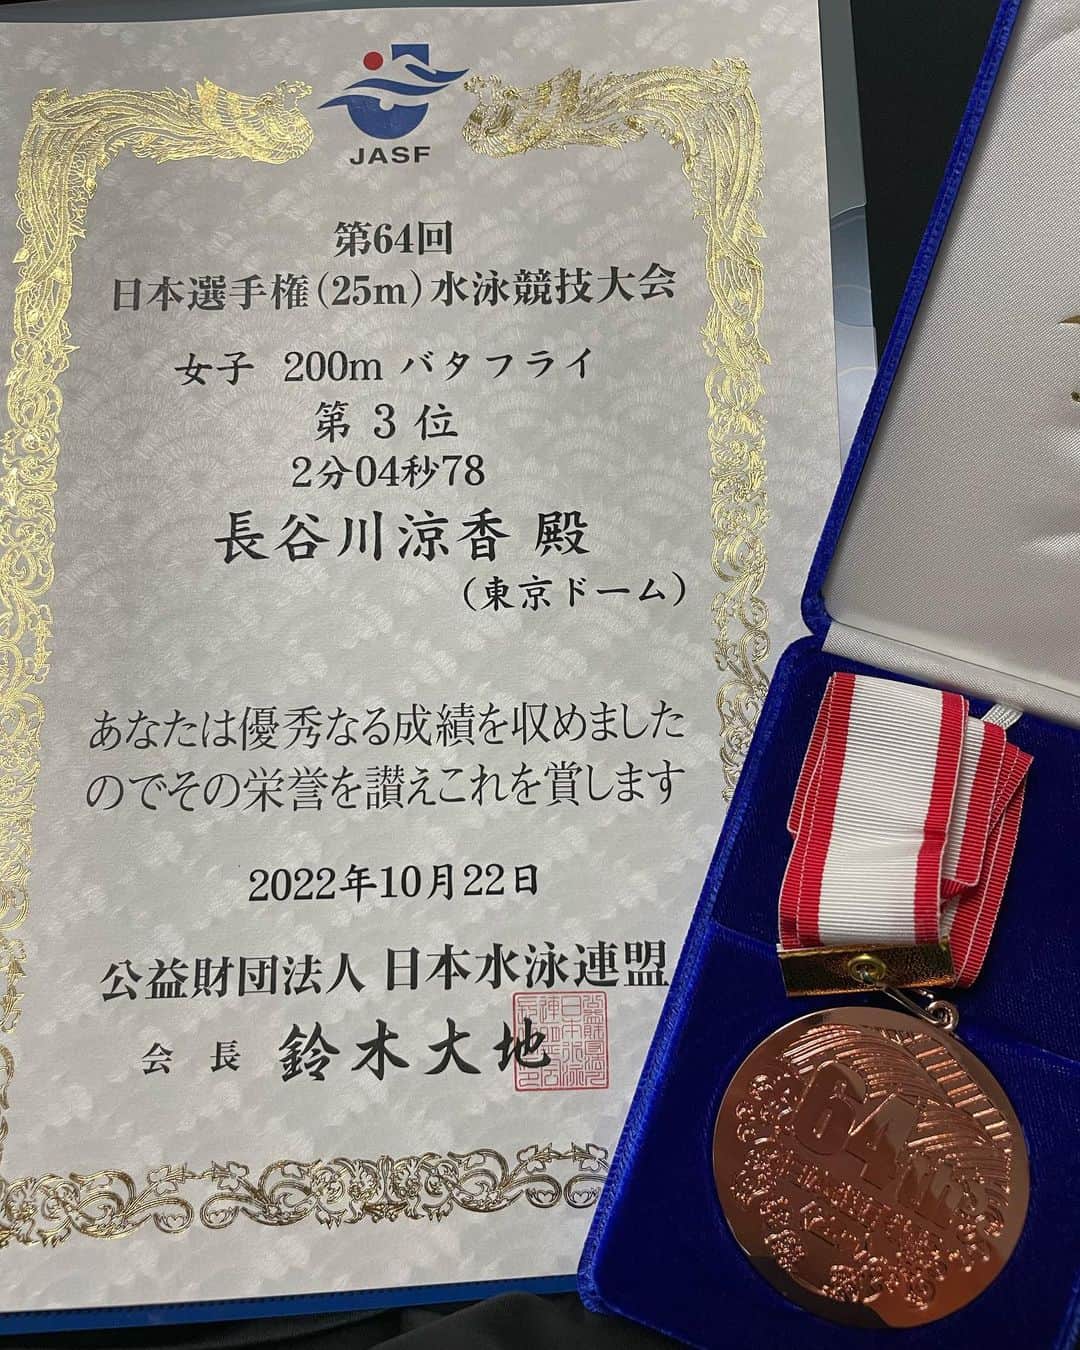 JASF
第64回
日本選手権(25m)水泳競技大会
女子 200m バタフライ
第 3 位
2分04秒78
長谷川涼香 殿
(東京ドーム)
あなたは優秀なる成績を収めました
のでその栄誉を讃えこれを賞します
2022年10月22日
公益財団法人 日本水泳連盟
会 長 鈴木大地
64th